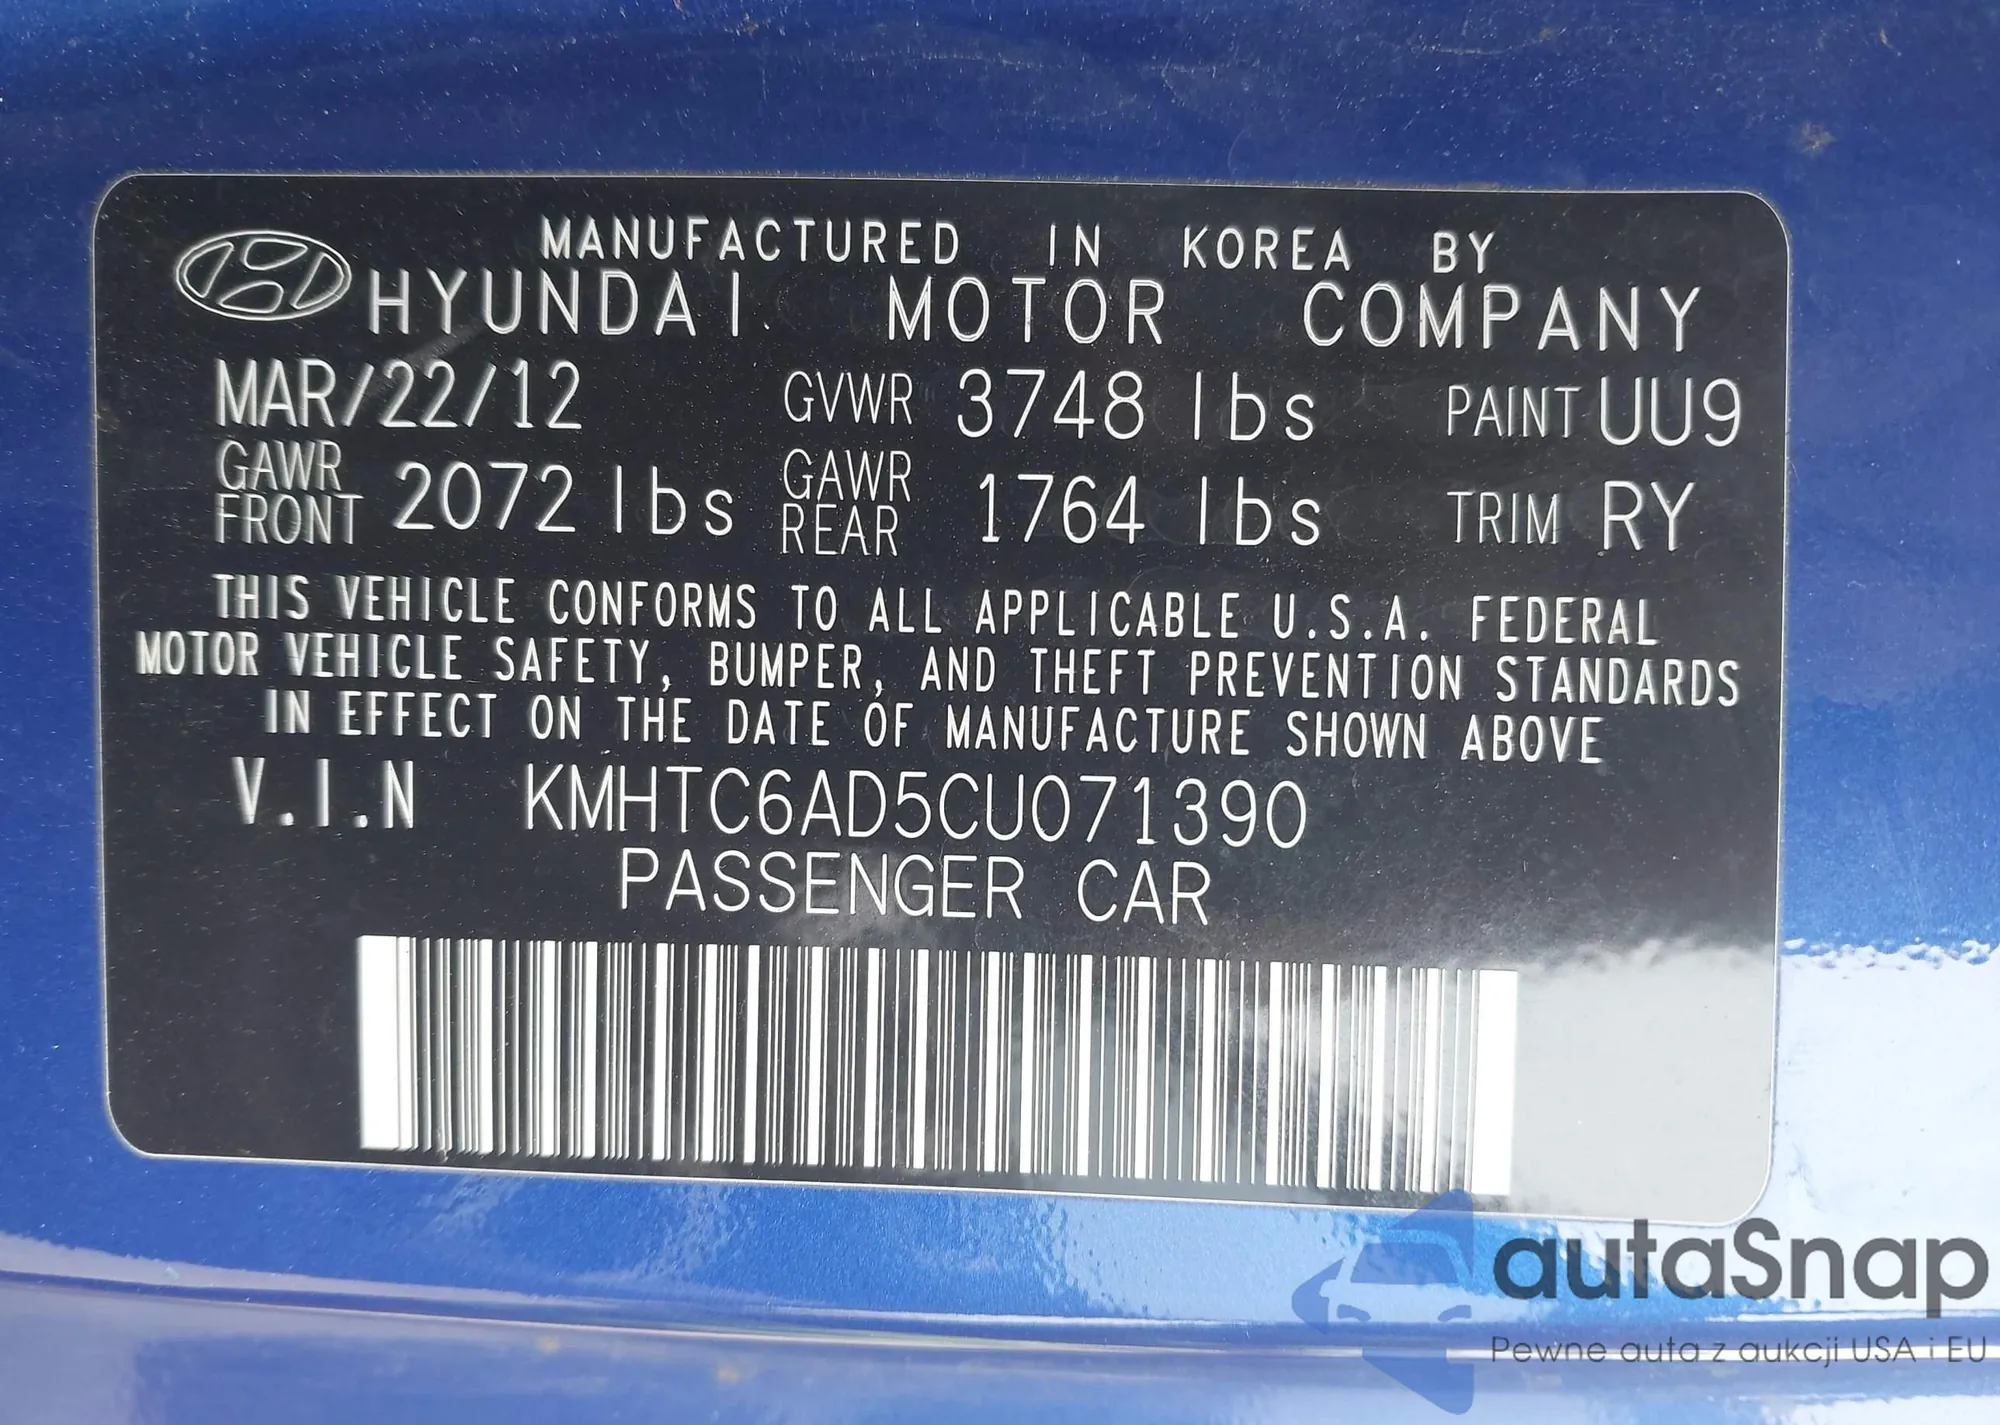 MANUFACTURED IN KOREA BY
HYUNDAI MOTOR COMPANY
MAR/22/12 GVWR 3748 lbs PAINT UU9
GAWR FRONT 2072 lbs GAWR REAR 1764 lbs TRIM RY
THIS VEHICLE CONFORMS TO ALL APPLICABLE U.S.A. FEDERAL
MOTOR VEHICLE SAFETY, BUMPER, AND THEFT PREVENTION STANDARDS
IN EFFECT ON THE DATE OF MANUFACTURE SHOWN ABOVE
V.I.N KMHTC6AD5CU071390
PASSENGER CAR
autaSnap
Pewne auta z aukcji USA i EU